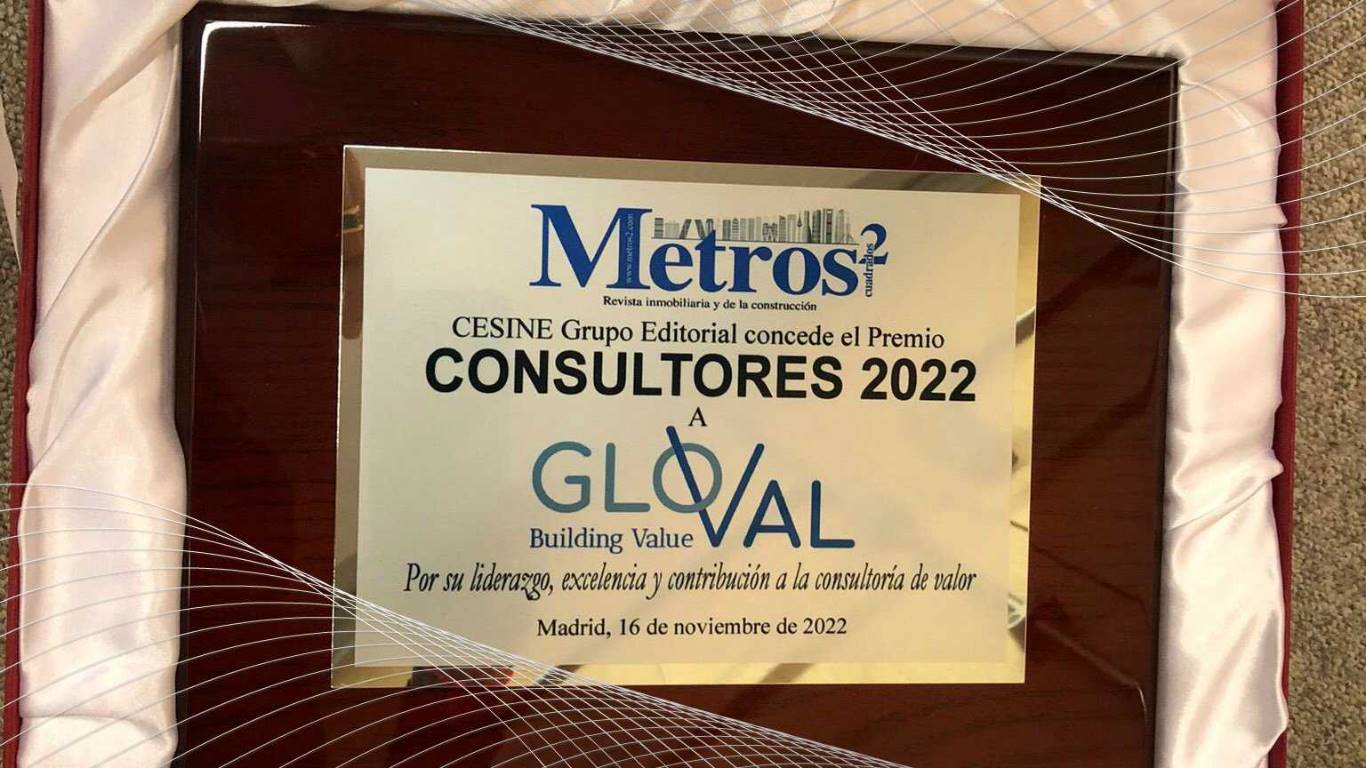 Metros2
www.metros2.com
cuadrados
Revista inmobiliaria y de la construcción
CESINE Grupo Editorial concede el Premio
CONSULTORES 2022
A
GLOVAL
Building Value
Por su liderazgo, excelencia y contribución a la consultoría de valor
Madrid, 16 de noviembre de 2022